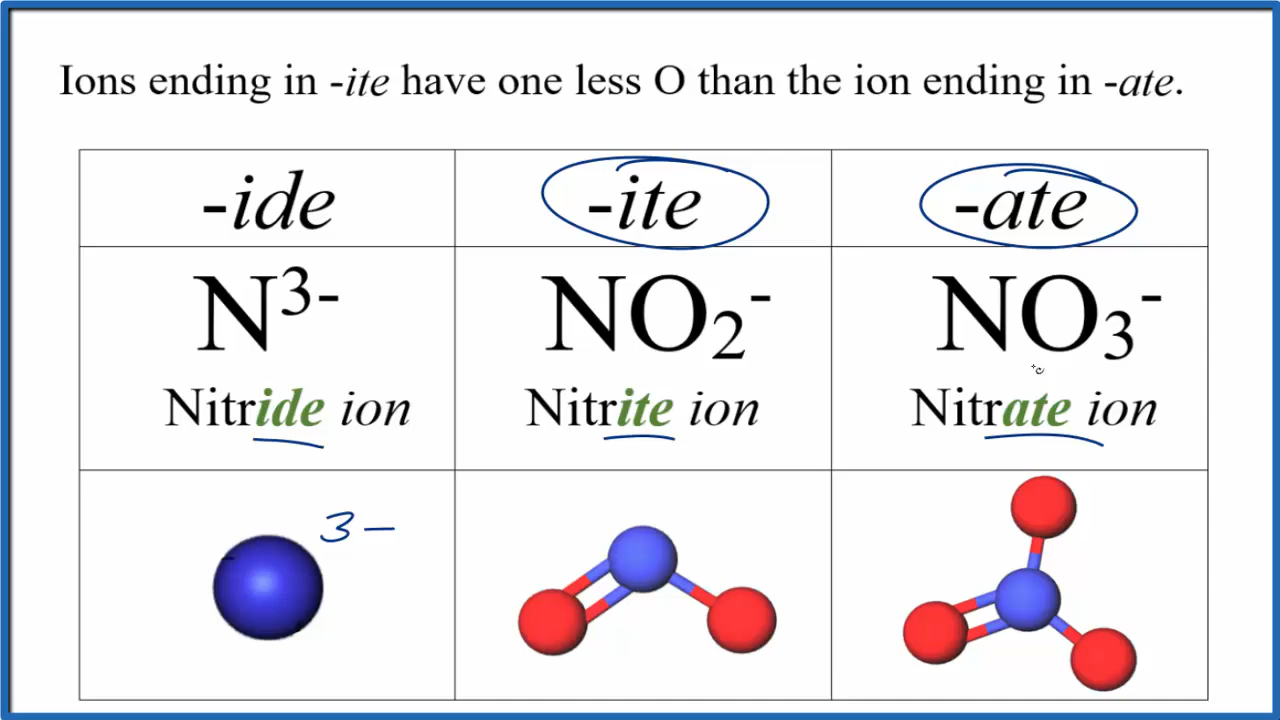 Ions ending in -ite have one less O than the ion ending in -ate.
-ide
-ite
-ate
N³⁻
NO₂⁻
NO₃⁻
Nitride ion
Nitrite ion
Nitrate ion
3-